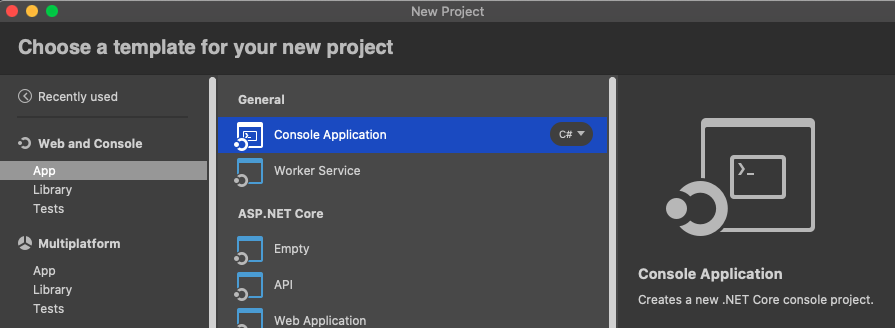 New Project
Choose a template for your new project
Recently used
Web and Console
App
Library
Tests
Multiplatform
App
Library
Tests
General
Console Application
C#
Worker Service
ASP.NET Core
Empty
API
Web Application
Console Application
Creates a new .NET Core console project.